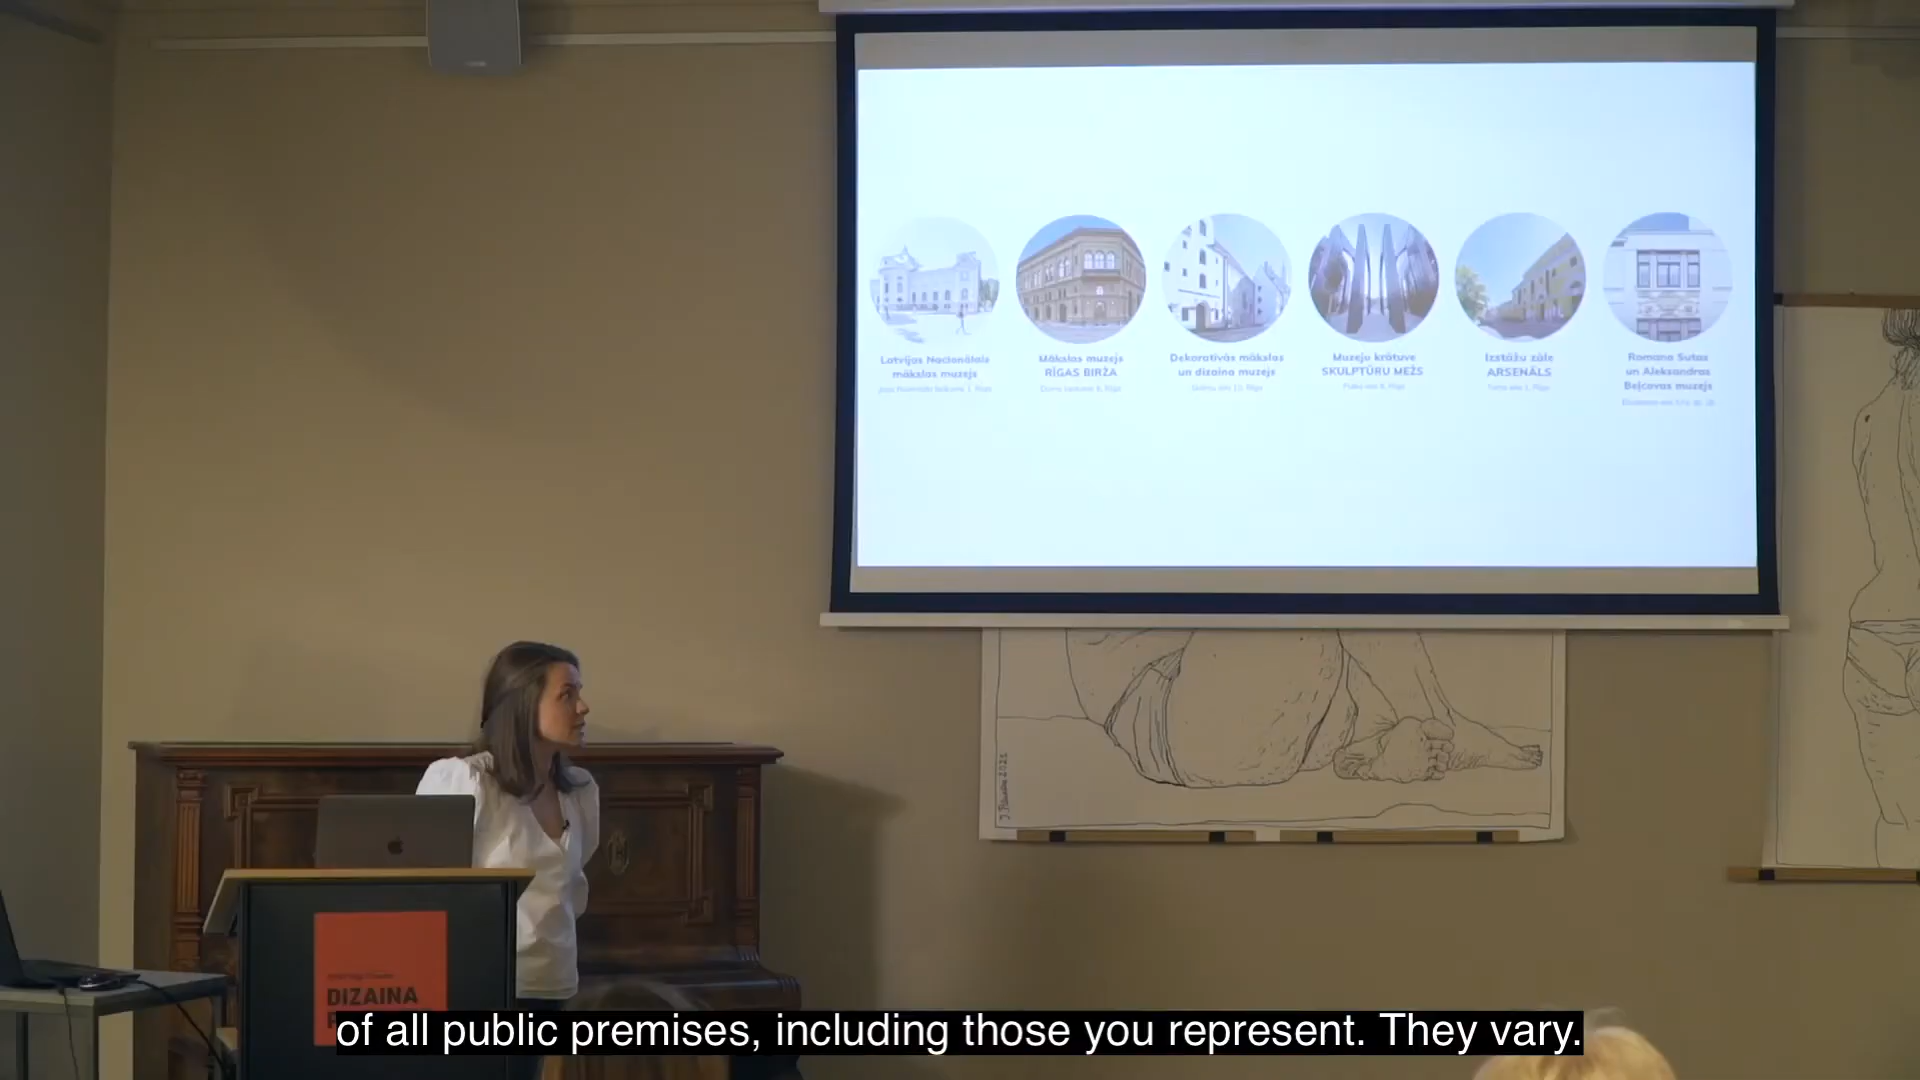 Latvijas Nacionālais
mākslas muzejs
Mākslas muzejs
RĪGAS BIRŽA
Dekoratīvās mākslas
un dizaina muzejs
Muzeju krātuve
SKULPTŪRU MEŽS
Izstāžu zāle
ARSENĀLS
Romana Sutas
un Aleksandras
Beļcovas muzejs
2021
DIZAINA
of all public premises, including those you represent. They vary.